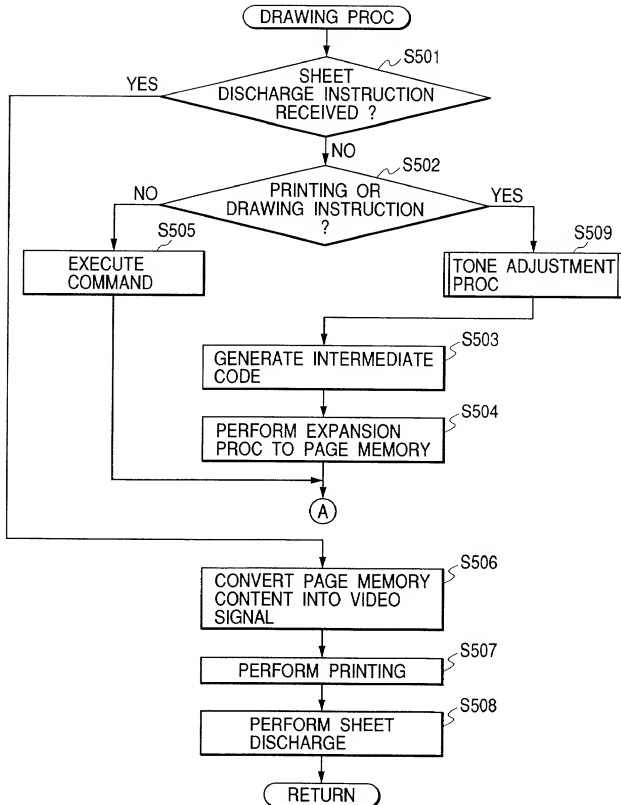 DRAWING PROC
S501
SHEET
DISCHARGE INSTRUCTION
RECEIVED ?
YES
NO
S502
PRINTING OR
DRAWING INSTRUCTION
?
NO
YES
S505
EXECUTE
COMMAND
S509
TONE ADJUSTMENT
PROC
S503
GENERATE INTERMEDIATE
CODE
S504
PERFORM EXPANSION
PROC TO PAGE MEMORY
A
S506
CONVERT PAGE MEMORY
CONTENT INTO VIDEO
SIGNAL
S507
PERFORM PRINTING
S508
PERFORM SHEET
DISCHARGE
RETURN